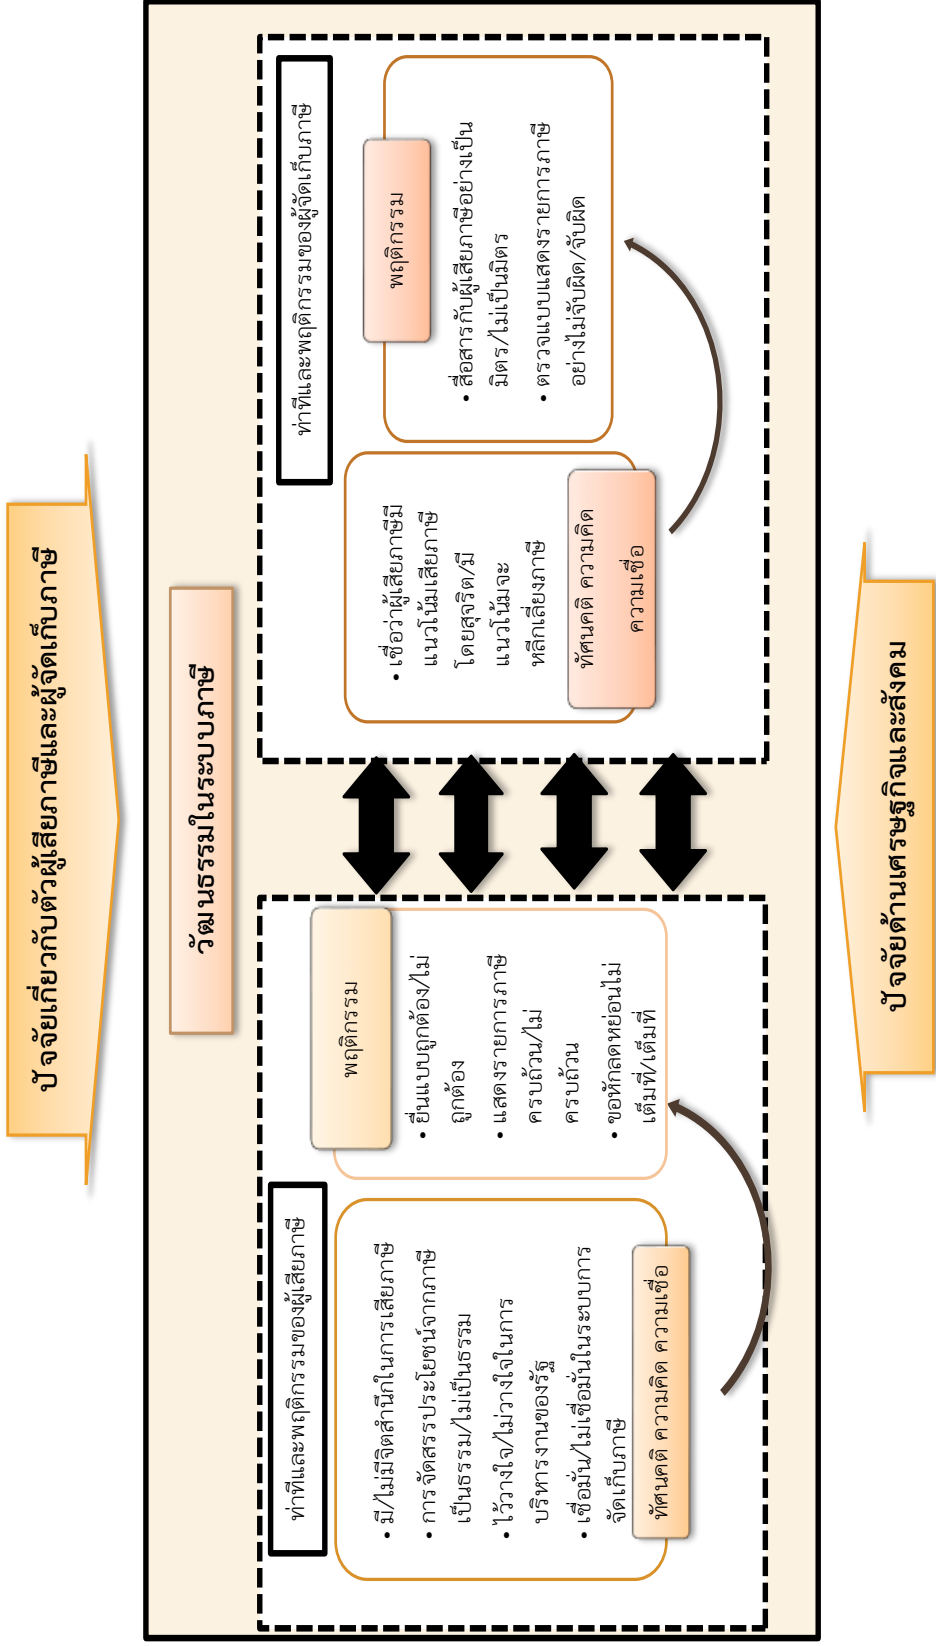 ปัจจัยเกี่ยวกับตัวผู้เสียภาษีและผู้จัดเก็บภาษี
วัฒนธรรมในระบบภาษี
ท่าทีและพฤติกรรมของผู้เสียภาษี
• มี/ไม่มีจิตสำนึกในการเสียภาษี
• การจัดสรรประโยชน์จากภาษี
เป็นธรรม/ไม่เป็นธรรม
• ไว้วางใจ/ไม่วางใจในการ
บริหารงานของรัฐ
• เชื่อมั่น/ไม่เชื่อมั่นในระบบการ
จัดเก็บภาษี
ทัศนคติ ความคิด ความเชื่อ
พฤติกรรม
• ยื่นแบบถูกต้อง/ไม่
ถูกต้อง
• แสดงรายการภาษี
ครบถ้วน/ไม่
ครบถ้วน
• ขอหักลดหย่อนไม่
เต็มที่/เต็มที่
ท่าทีและพฤติกรรมของผู้จัดเก็บภาษี
• เชื่อว่าผู้เสียภาษีมี
แนวโน้มเสียภาษี
โดยสุจริต/มี
แนวโน้มจะ
หลีกเลี่ยงภาษี
ทัศนคติ ความคิด
ความเชื่อ
พฤติกรรม
• สื่อสารกับผู้เสียภาษีอย่างเป็น
มิตร/ไม่เป็นมิตร
• ตรวจแบบแสดงรายการภาษี
อย่างไม่จับผิด/จับผิด
ปัจจัยด้านเศรษฐกิจและสังคม